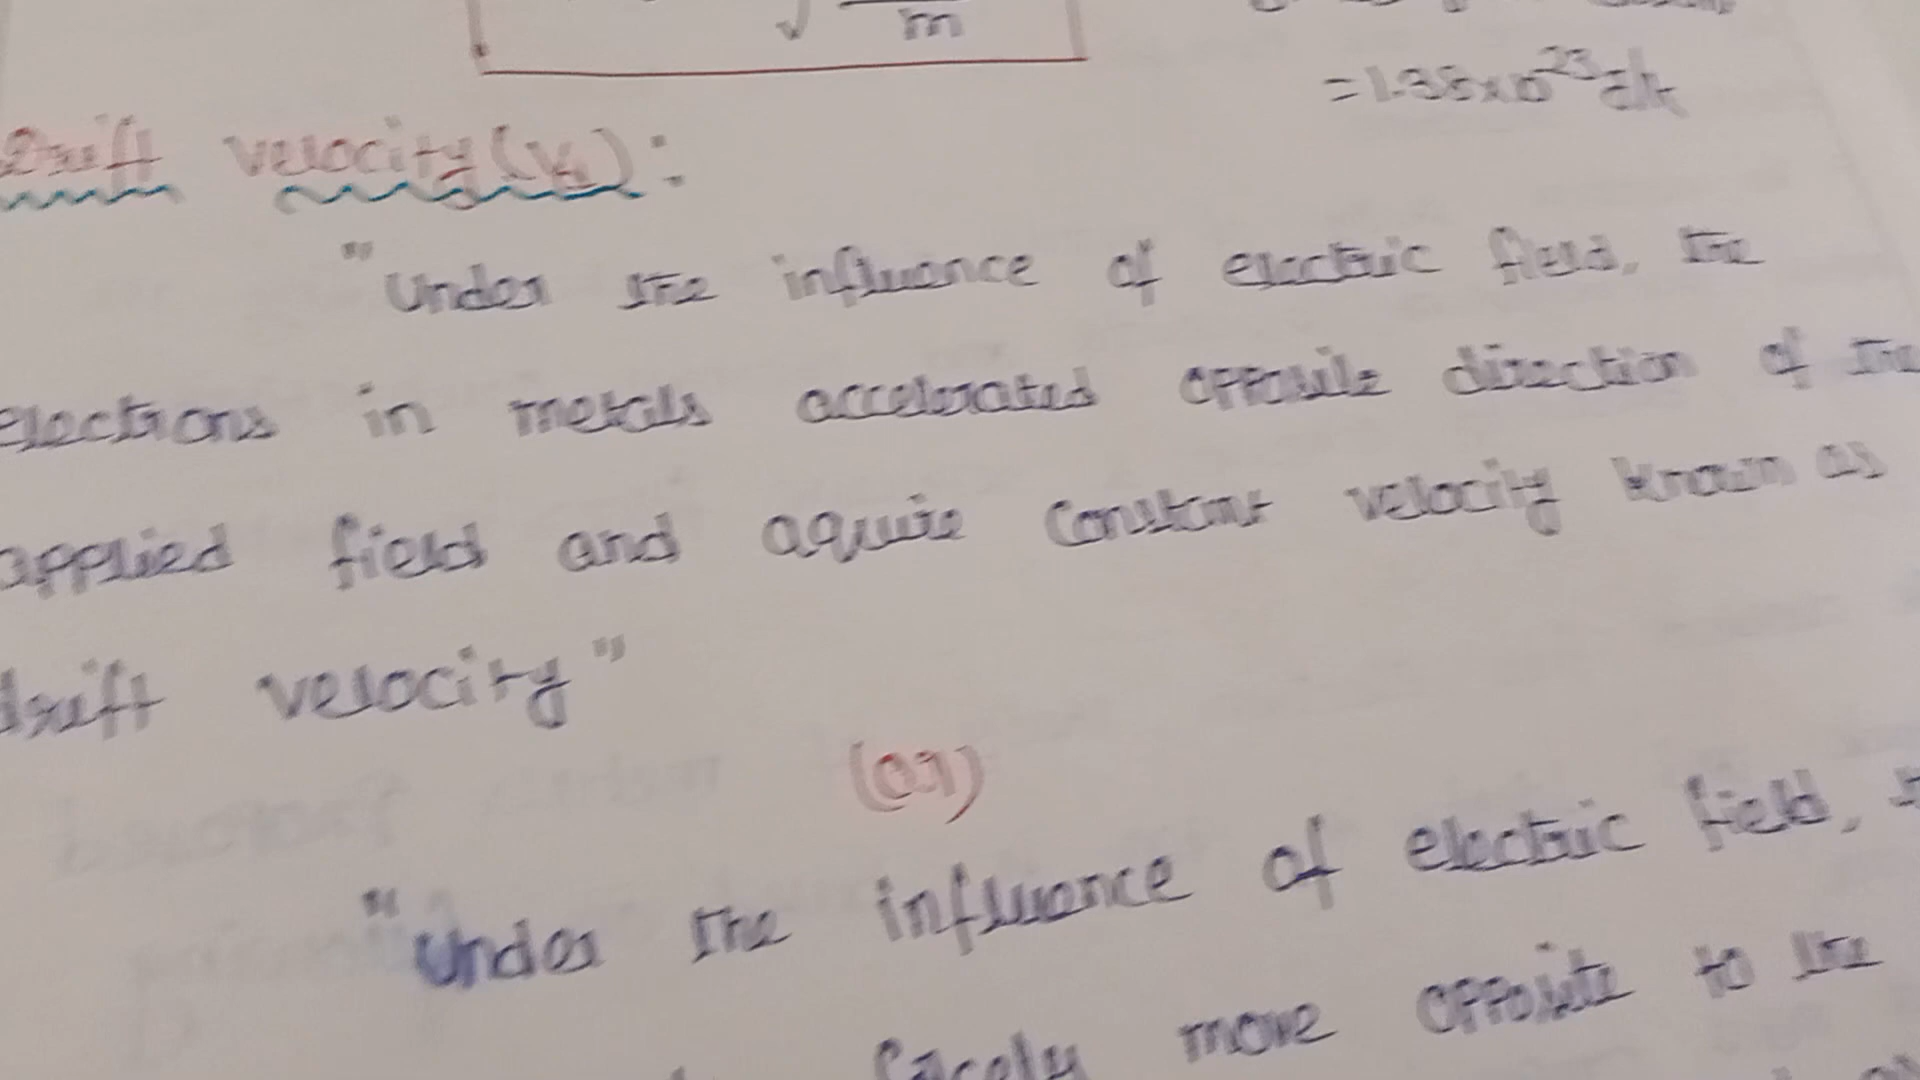 m
=1.38×10⁻²³ J/k
Drift velocity (Vd):
"Under the influence of electric field, the
electrons in metals accelerated opposite direction of the
applied field and aquire constant velocity known as
drift velocity"
(or)
"Under the influence of electric field,
freely move opposite to the